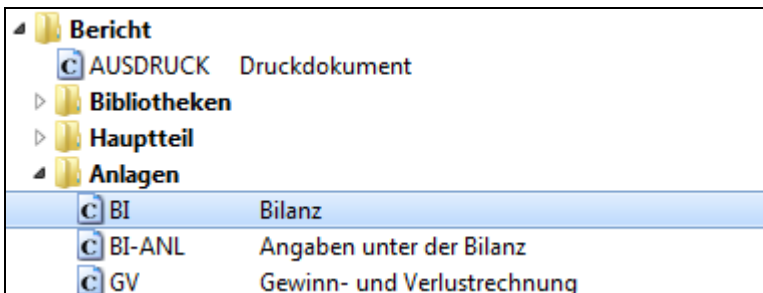 Bericht
AUSDRUCK Druckdokument
Bibliotheken
Hauptteil
Anlagen
BI Bilanz
BI-ANL Angaben unter der Bilanz
GV Gewinn- und Verlustrechnung